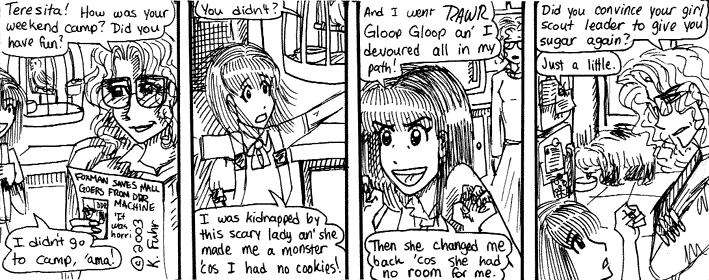 Teresita! How was your
weekend camp? Did you
have fun?
FOXMAN SAVES MALL
GOERS FROM DDR
MACHINE
DDR
"It
was
horri-
I didn't go
to camp, 'ama!
©2003
K. Fuhr
You didn't?
I was kidnapped by
this scary lady an' she
made me a monster
'cos I had no cookies!
And I went RAWR
Gloop Gloop an' I
devoured all in my
path!
Then she changed me
back 'cos she had
no room for me.
Did you convince your girl
scout leader to give you
sugar again?
Just a little.